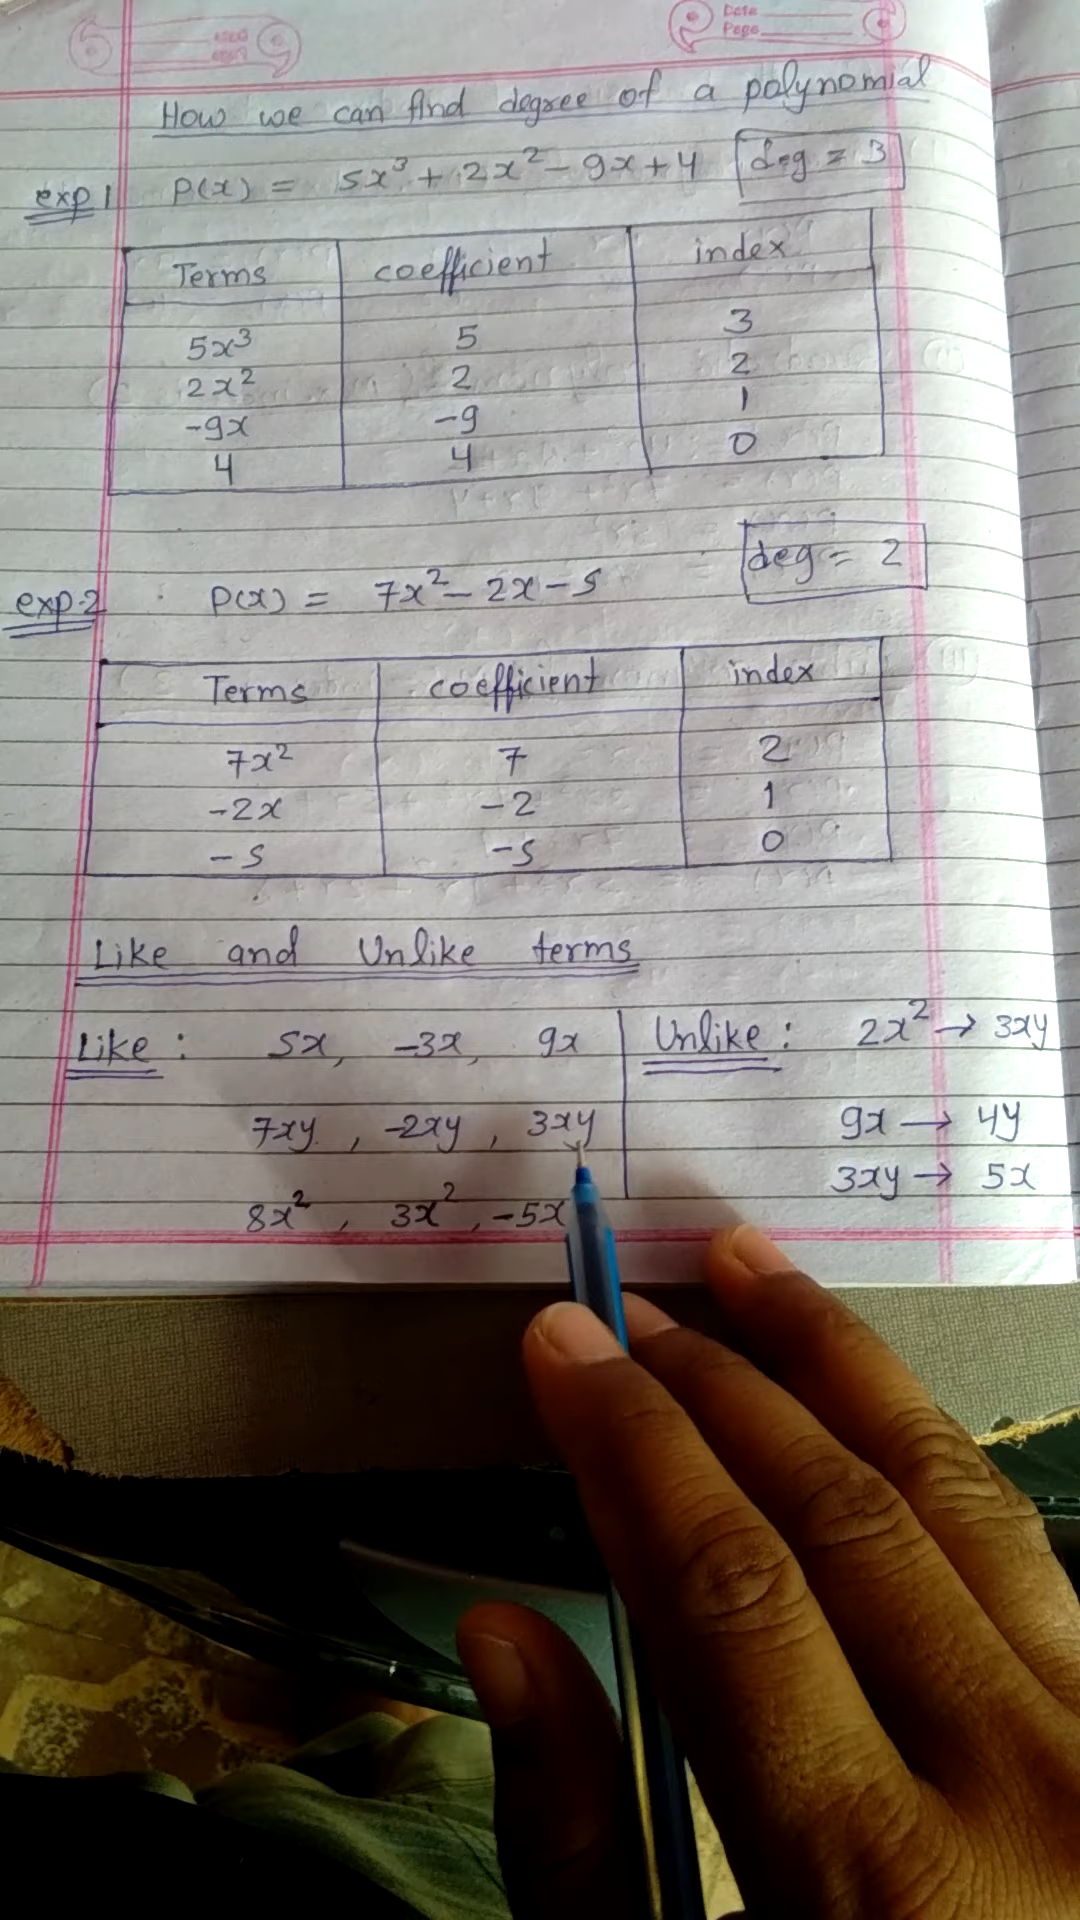 Date
Page
How we can find degree of a polynomial
exp 1 P(x) = 5x³ + 2x² - 9x + 4 deg = 3
Terms coefficient index
5x³ 5 3
2x² 2 2
-9x -9 1
4 4 0
exp.2 P(x) = 7x² - 2x - 5 deg = 2
Terms coefficient index
7x² 7 2
-2x -2 1
-5 -5 0
Like and Unlike terms
Like : 5x, -3x, 9x Unlike : 2x² → 3xy
7xy , -2xy , 3xy 9x → 4y
3xy → 5x
8x² , 3x² , -5x